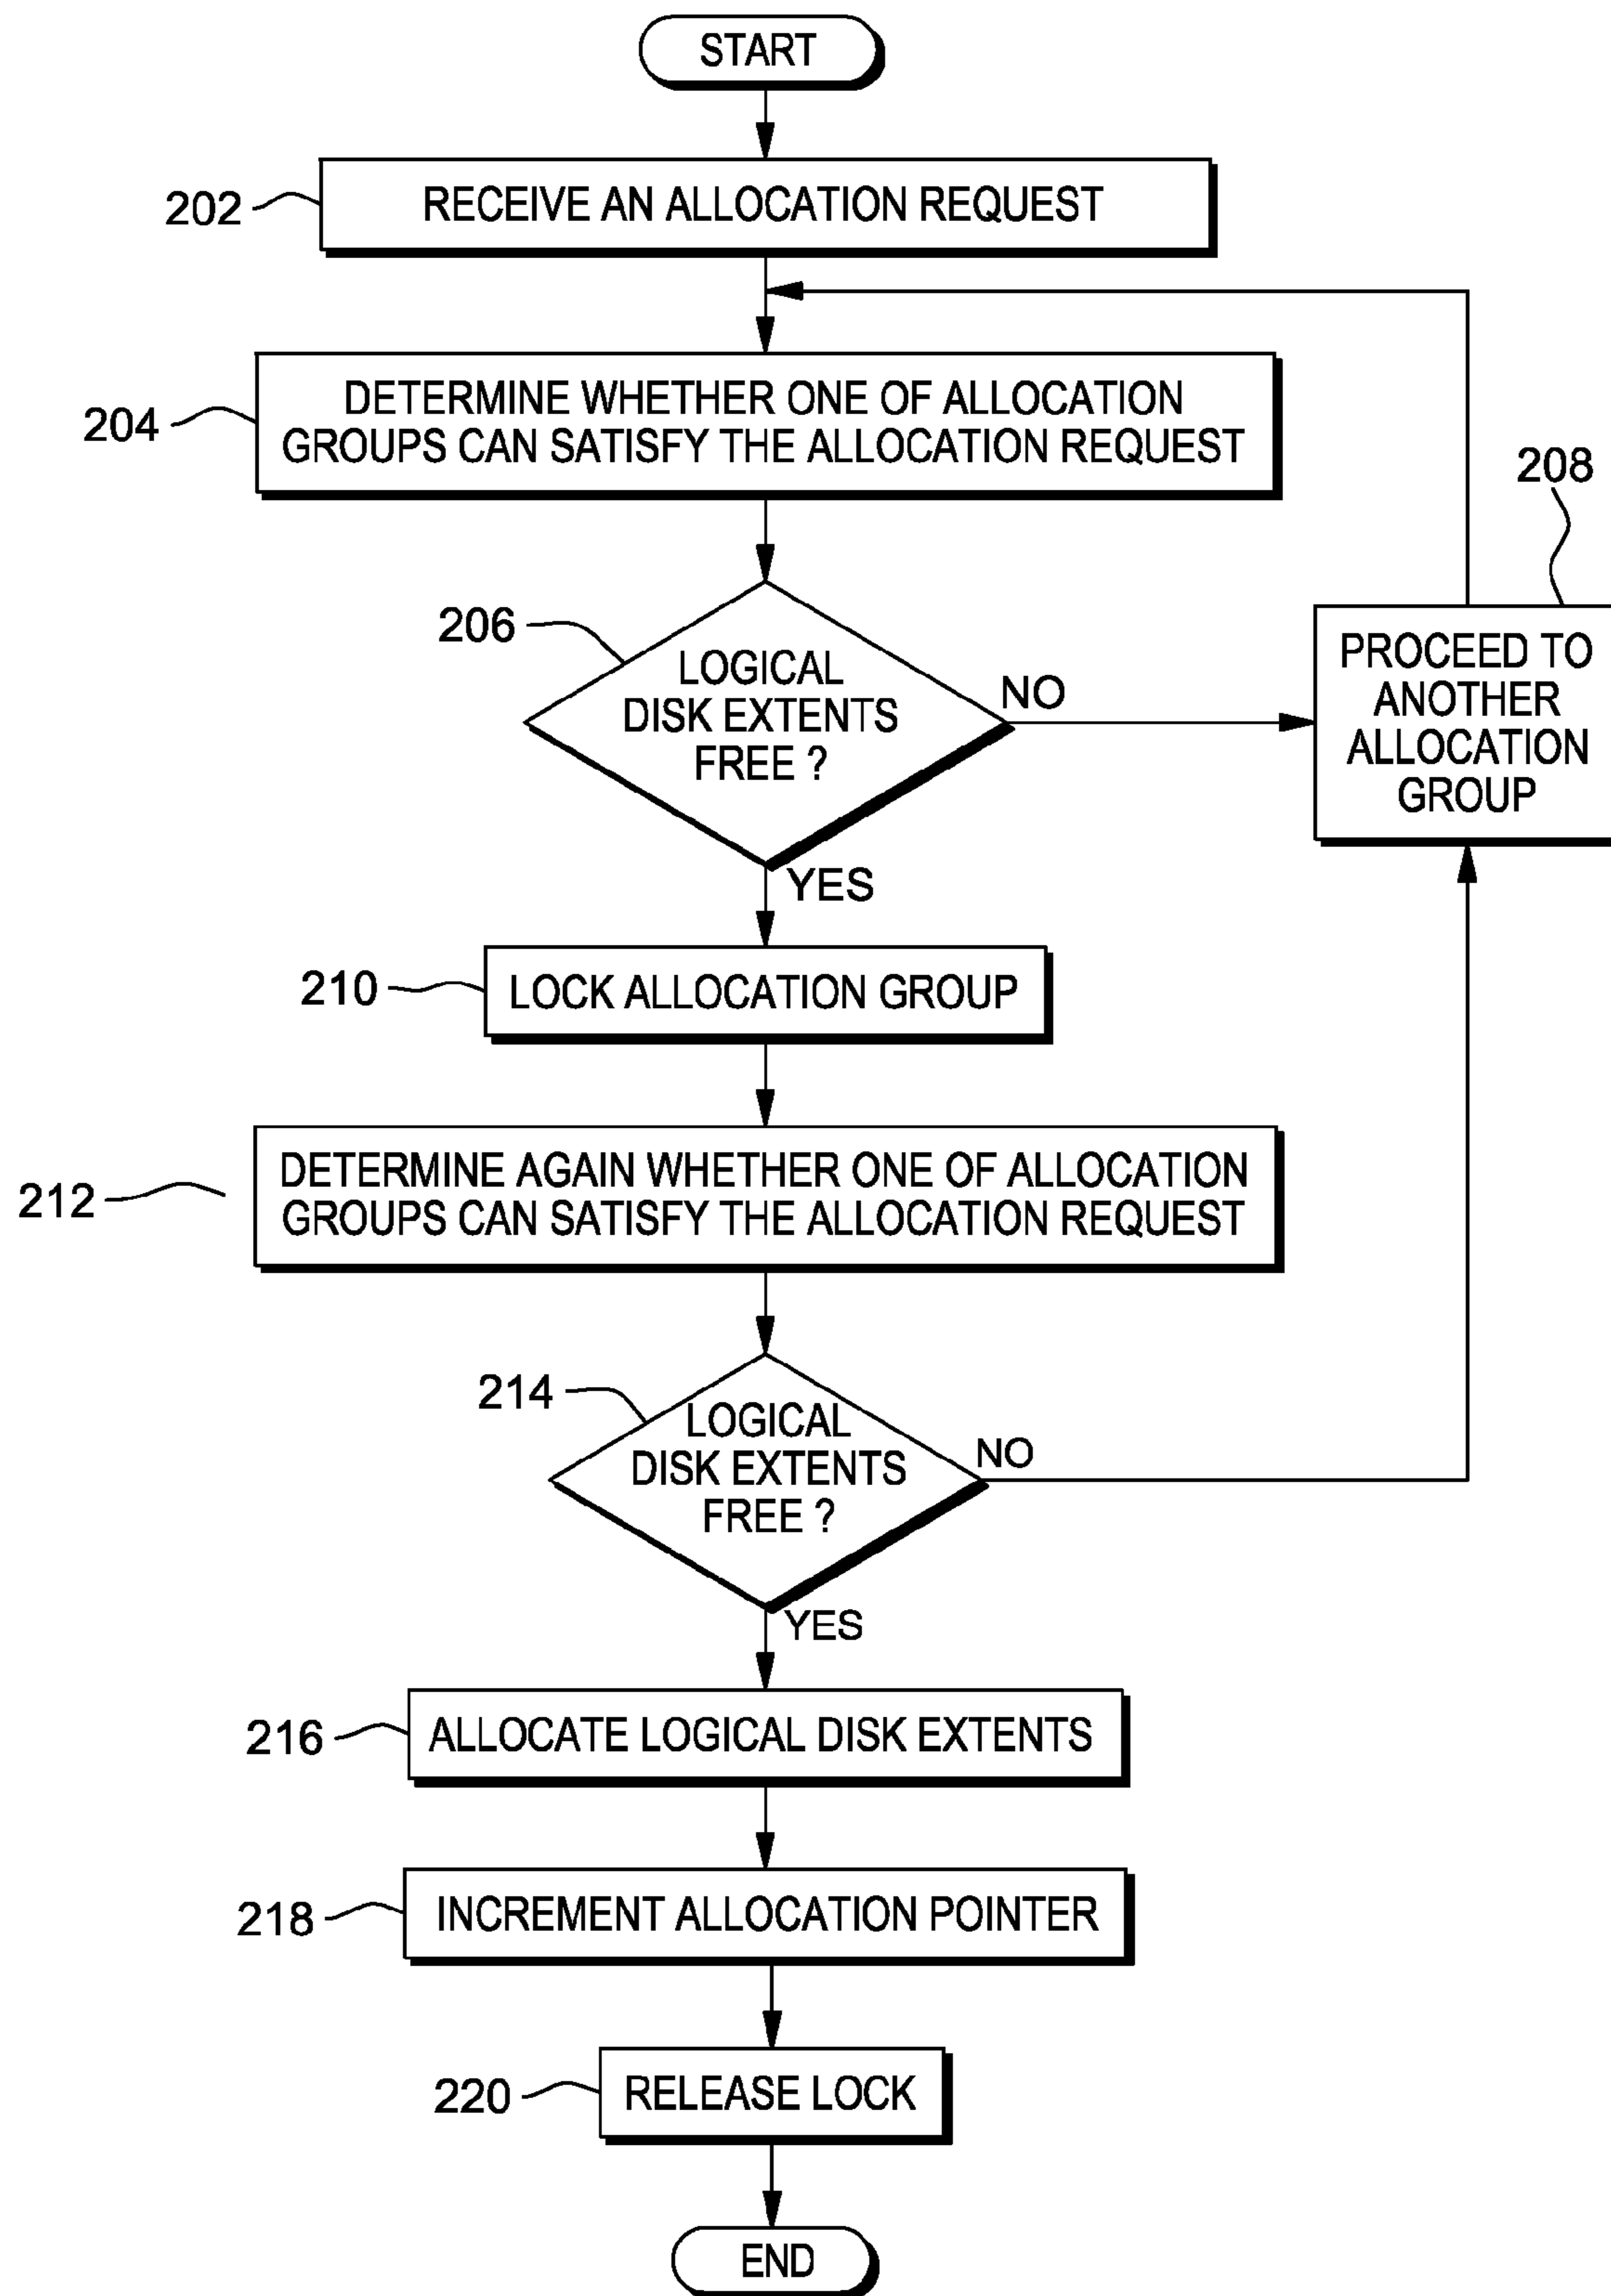 START
202
RECEIVE AN ALLOCATION REQUEST
204
DETERMINE WHETHER ONE OF ALLOCATION
GROUPS CAN SATISFY THE ALLOCATION REQUEST
206
LOGICAL
DISK EXTENTS
FREE ?
NO
208
PROCEED TO
ANOTHER
ALLOCATION
GROUP
YES
210
LOCK ALLOCATION GROUP
212
DETERMINE AGAIN WHETHER ONE OF ALLOCATION
GROUPS CAN SATISFY THE ALLOCATION REQUEST
214
LOGICAL
DISK EXTENTS
FREE ?
NO
YES
216
ALLOCATE LOGICAL DISK EXTENTS
218
INCREMENT ALLOCATION POINTER
220
RELEASE LOCK
END